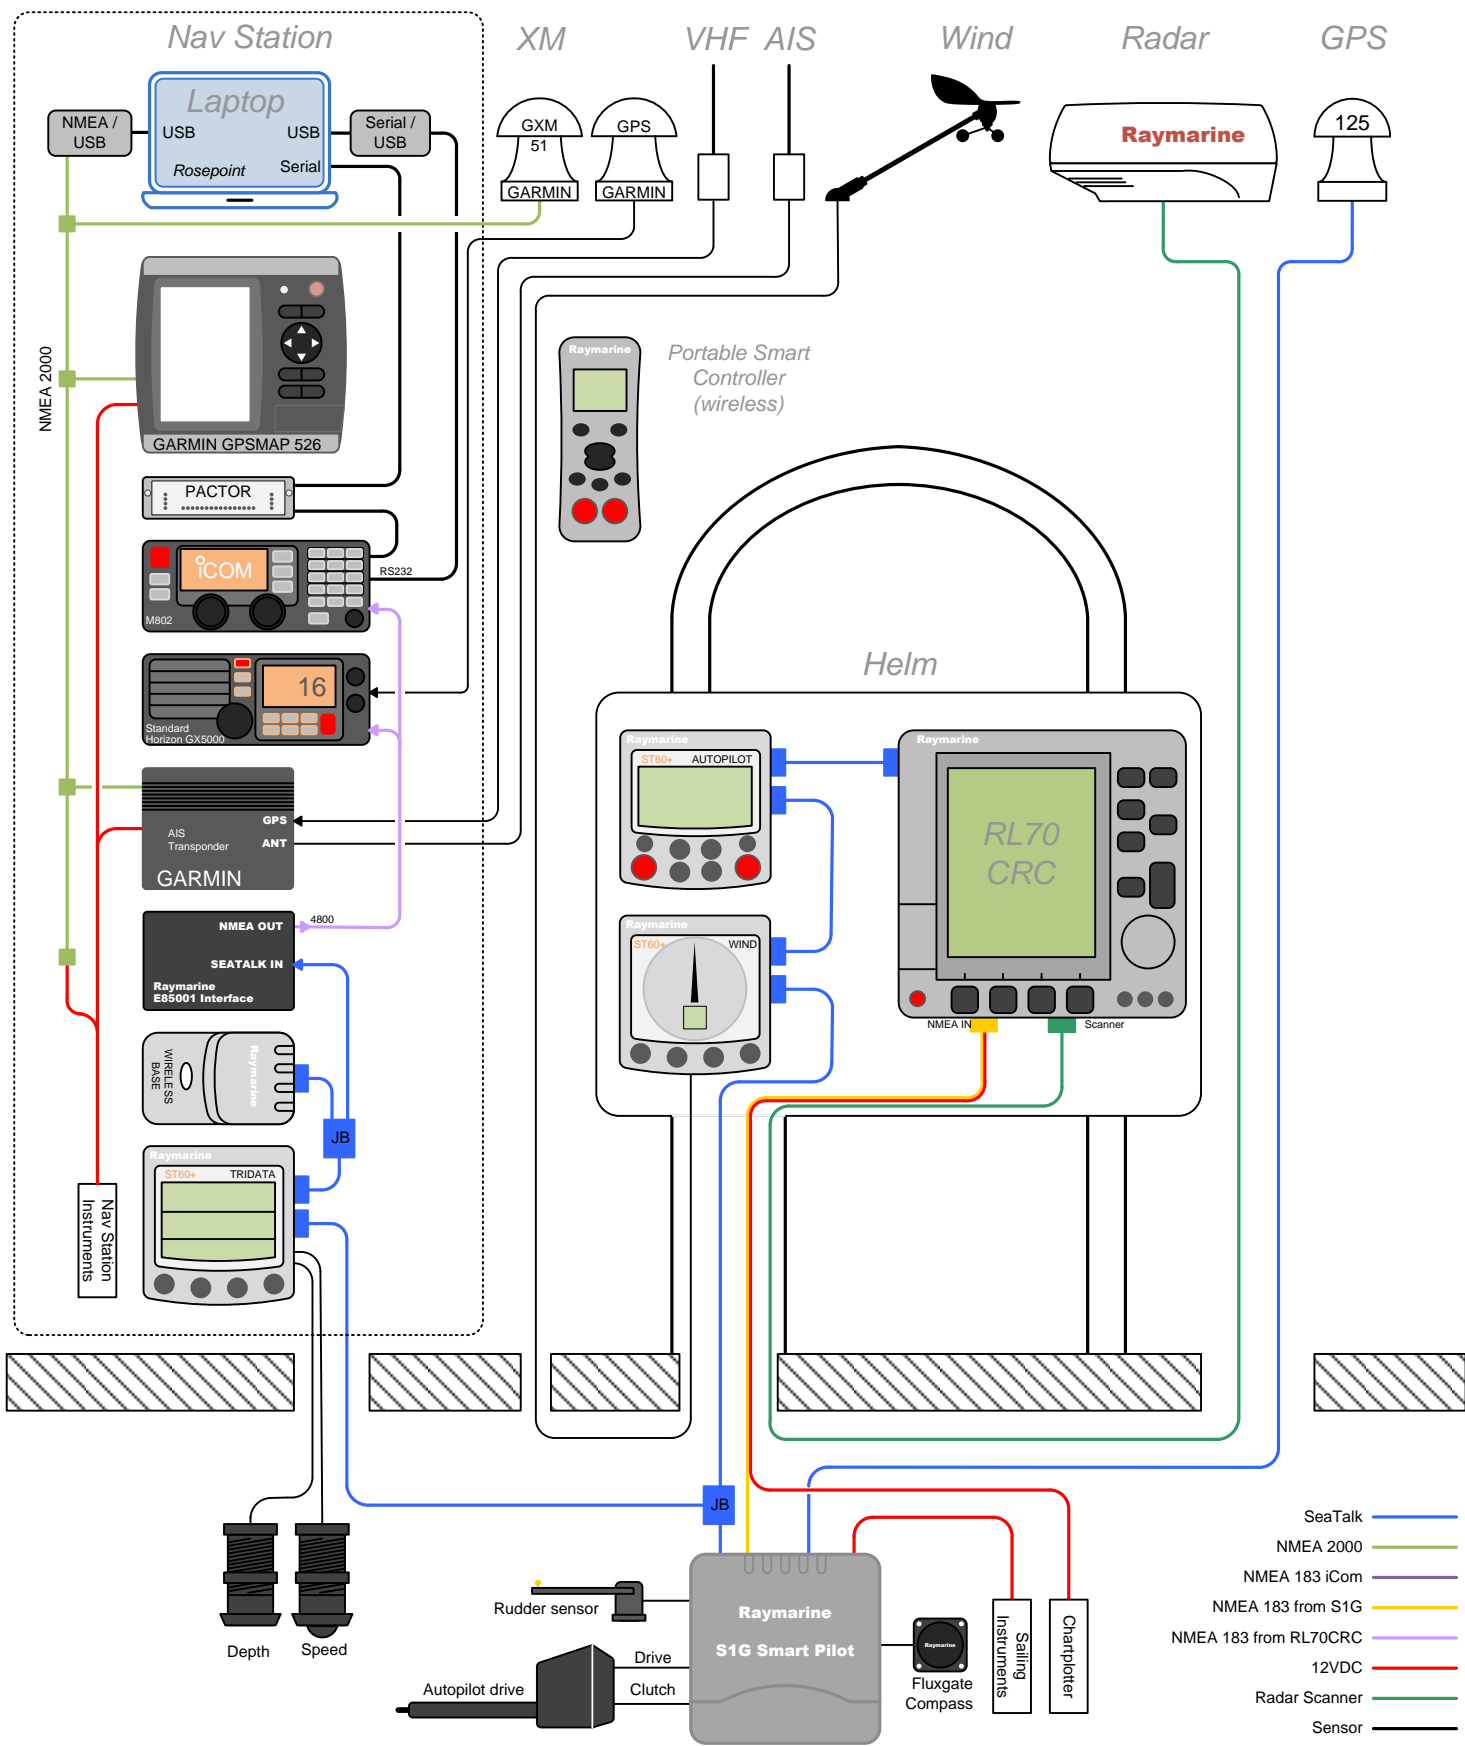 Nav Station
XM
VHF
AIS
Wind
Radar
GPS
Laptop
NMEA /
USB
USB
USB
Serial /
USB
Rosepoint
Serial
GXM
51
GARMIN
GPS
GARMIN
Raymarine
125
NMEA 2000
GARMIN GPSMAP 526
Raymarine
Portable Smart
Controller
(wireless)
PACTOR
iCOM
M802
RS232
16
Standard
Horizon GX5000
Helm
GPS
AIS
Transponder
ANT
GARMIN
NMEA OUT
4800
SEATALK IN
Raymarine
E85001 Interface
WIRELESS
BASE
Raymarine
JB
Raymarine
ST60+
TRIDATA
Nav Station
Instruments
Raymarine
ST60+
AUTOPILOT
Raymarine
RL70
CRC
Raymarine
ST60+
WIND
NMEA IN
Scanner
JB
Depth
Speed
Rudder sensor
Autopilot drive
Drive
Clutch
Raymarine
S1G Smart Pilot
Raymarine
Fluxgate
Compass
Sailing
Instruments
Chartplotter
SeaTalk
NMEA 2000
NMEA 183 iCom
NMEA 183 from S1G
NMEA 183 from RL70CRC
12VDC
Radar Scanner
Sensor